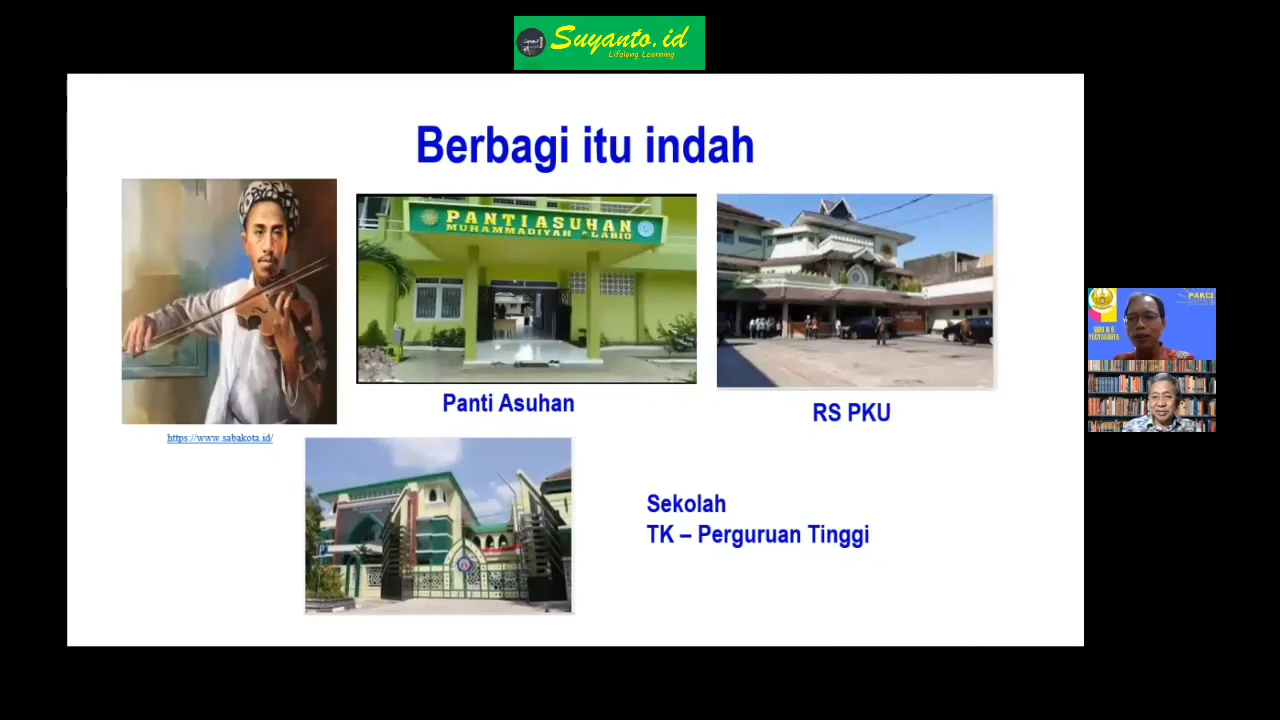 Suyanto.id
Lifelong Learning
Berbagi itu indah
PANTI ASUHAN
MUHAMMADIYAH ALABIO
Panti Asuhan
RS PKU
https://www.sabakota.id/
Sekolah
TK – Perguruan Tinggi
PAKCI